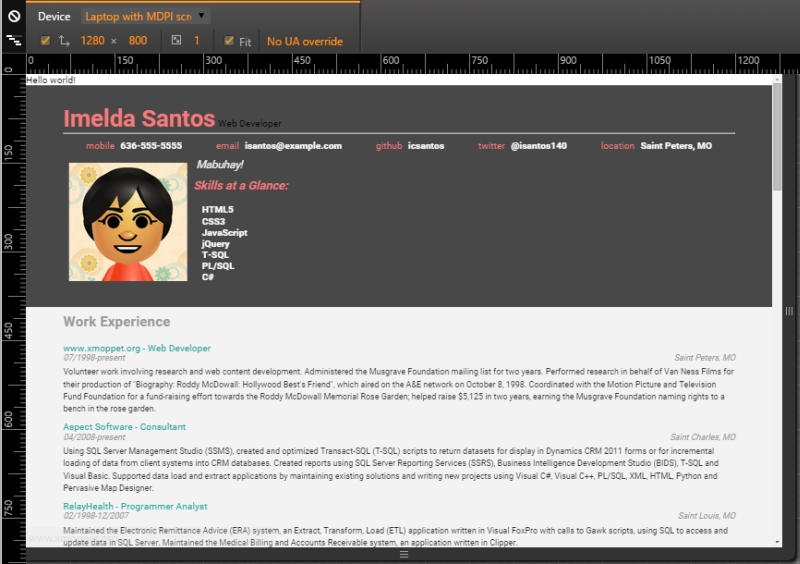 Device Laptop with MDPI scr
1280 × 800 1 Fit No UA override
0 150 300 450 600 750 900 1050 1200
0
150
300
450
600
750
Hello world!
Imelda Santos Web Developer
mobile 636-555-5555 email isantos@example.com github icsantos twitter @isantos140 location Saint Peters, MO
Mabuhay!
Skills at a Glance:
HTML5
CSS3
JavaScript
jQuery
T-SQL
PL/SQL
C#
Work Experience
www.xmoppet.org - Web Developer
07/1998-present Saint Peters, MO
Volunteer work involving research and web content development. Administered the Musgrave Foundation mailing list for two years. Performed research in behalf of Van Ness Films for
their production of "Biography: Roddy McDowall: Hollywood Best's Friend", which aired on the A&E network on October 8, 1998. Coordinated with the Motion Picture and Television
Fund Foundation for a fund-raising effort towards the Roddy McDowall Memorial Rose Garden; helped raise $5,125 in two years, earning the Musgrave Foundation naming rights to a
bench in the rose garden.
Aspect Software - Consultant
04/2008-present Saint Charles, MO
Using SQL Server Management Studio (SSMS), created and optimized Transact-SQL (T-SQL) scripts to return datasets for display in Dynamics CRM 2011 forms or for incremental
loading of data from client systems into CRM databases. Created reports using SQL Server Reporting Services (SSRS), Business Intelligence Development Studio (BIDS), T-SQL and
Visual Basic. Supported data load and extract applications by maintaining existing solutions and writing new projects using Visual C#, Visual C++, PL/SQL, XML, HTML, Python and
Pervasive Map Designer.
RelayHealth - Programmer Analyst
02/1998-12/2007 Saint Louis, MO
Maintained the Electronic Remittance Advice (ERA) system, an Extract, Transform, Load (ETL) application written in Visual FoxPro with calls to Gawk scripts, using SQL to access and
update data in SQL Server. Maintained the Medical Billing and Accounts Receivable system, an application written in Clipper.